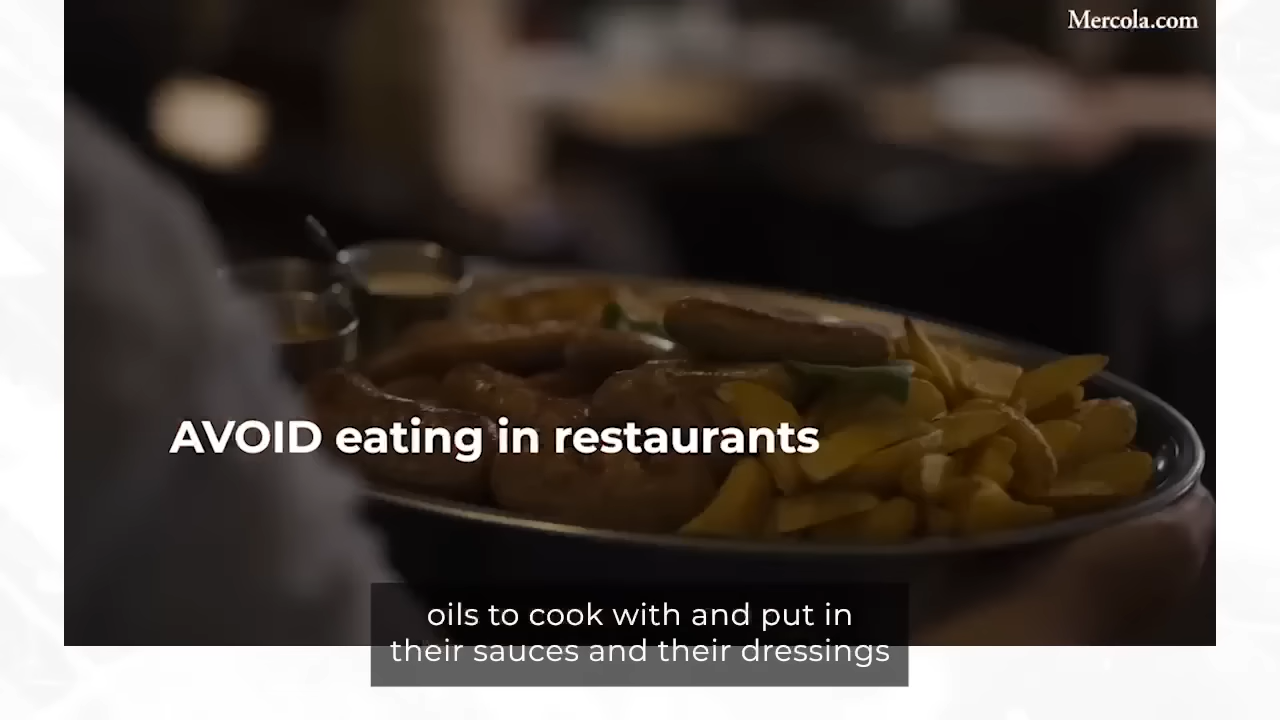 Mercola.com
AVOID eating in restaurants
oils to cook with and put in
their sauces and their dressings